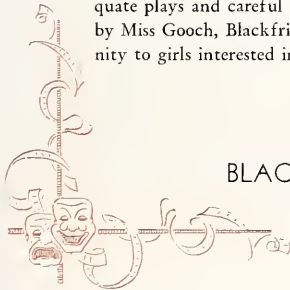 quate plays and careful
by Miss Gooch, Blackfri
nity to girls interested i
BLAC